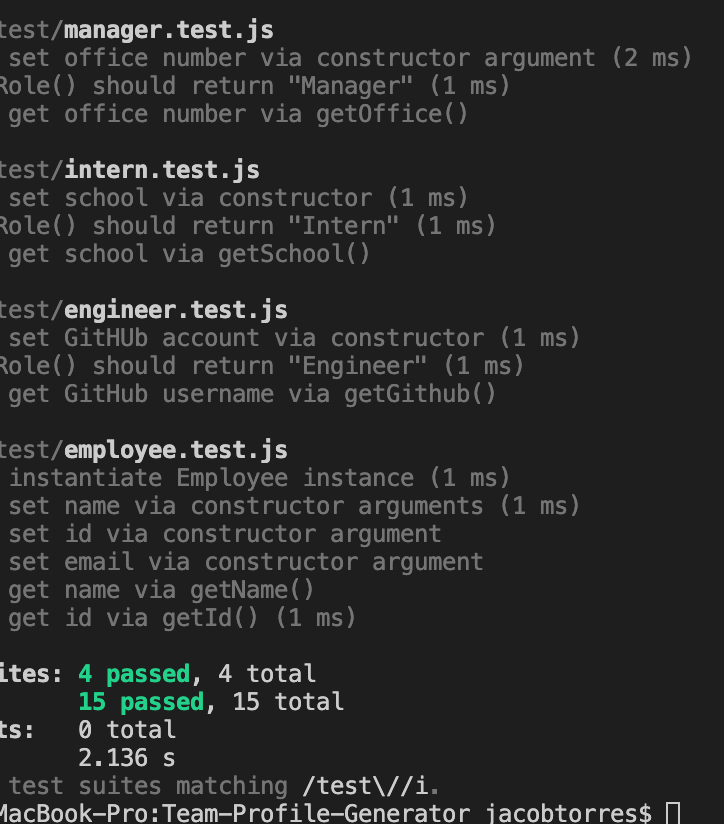 test/manager.test.js
set office number via constructor argument (2 ms)
Role() should return "Manager" (1 ms)
get office number via getOffice()
test/intern.test.js
set school via constructor (1 ms)
Role() should return "Intern" (1 ms)
get school via getSchool()
test/engineer.test.js
set GitHUb account via constructor (1 ms)
Role() should return "Engineer" (1 ms)
get GitHub username via getGithub()
test/employee.test.js
instantiate Employee instance (1 ms)
set name via constructor arguments (1 ms)
set id via constructor argument
set email via constructor argument
get name via getName()
get id via getId() (1 ms)
ites: 4 passed, 4 total
15 passed, 15 total
ts: 0 total
2.136 s
test suites matching /test\//i.
MacBook-Pro:Team-Profile-Generator jacobtorres$